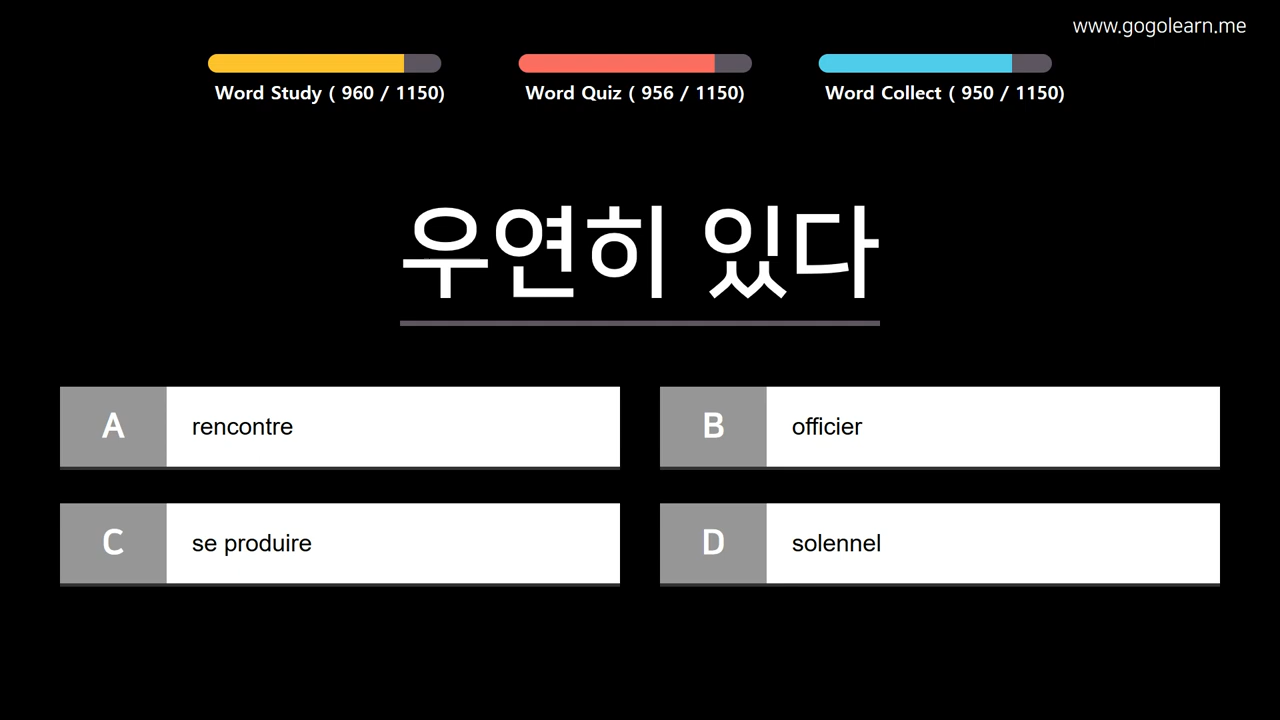 www.gogolearn.me
Word Study ( 960 / 1150)
Word Quiz ( 956 / 1150)
Word Collect ( 950 / 1150)
우연히 있다
A rencontre
B officier
C se produire
D solennel